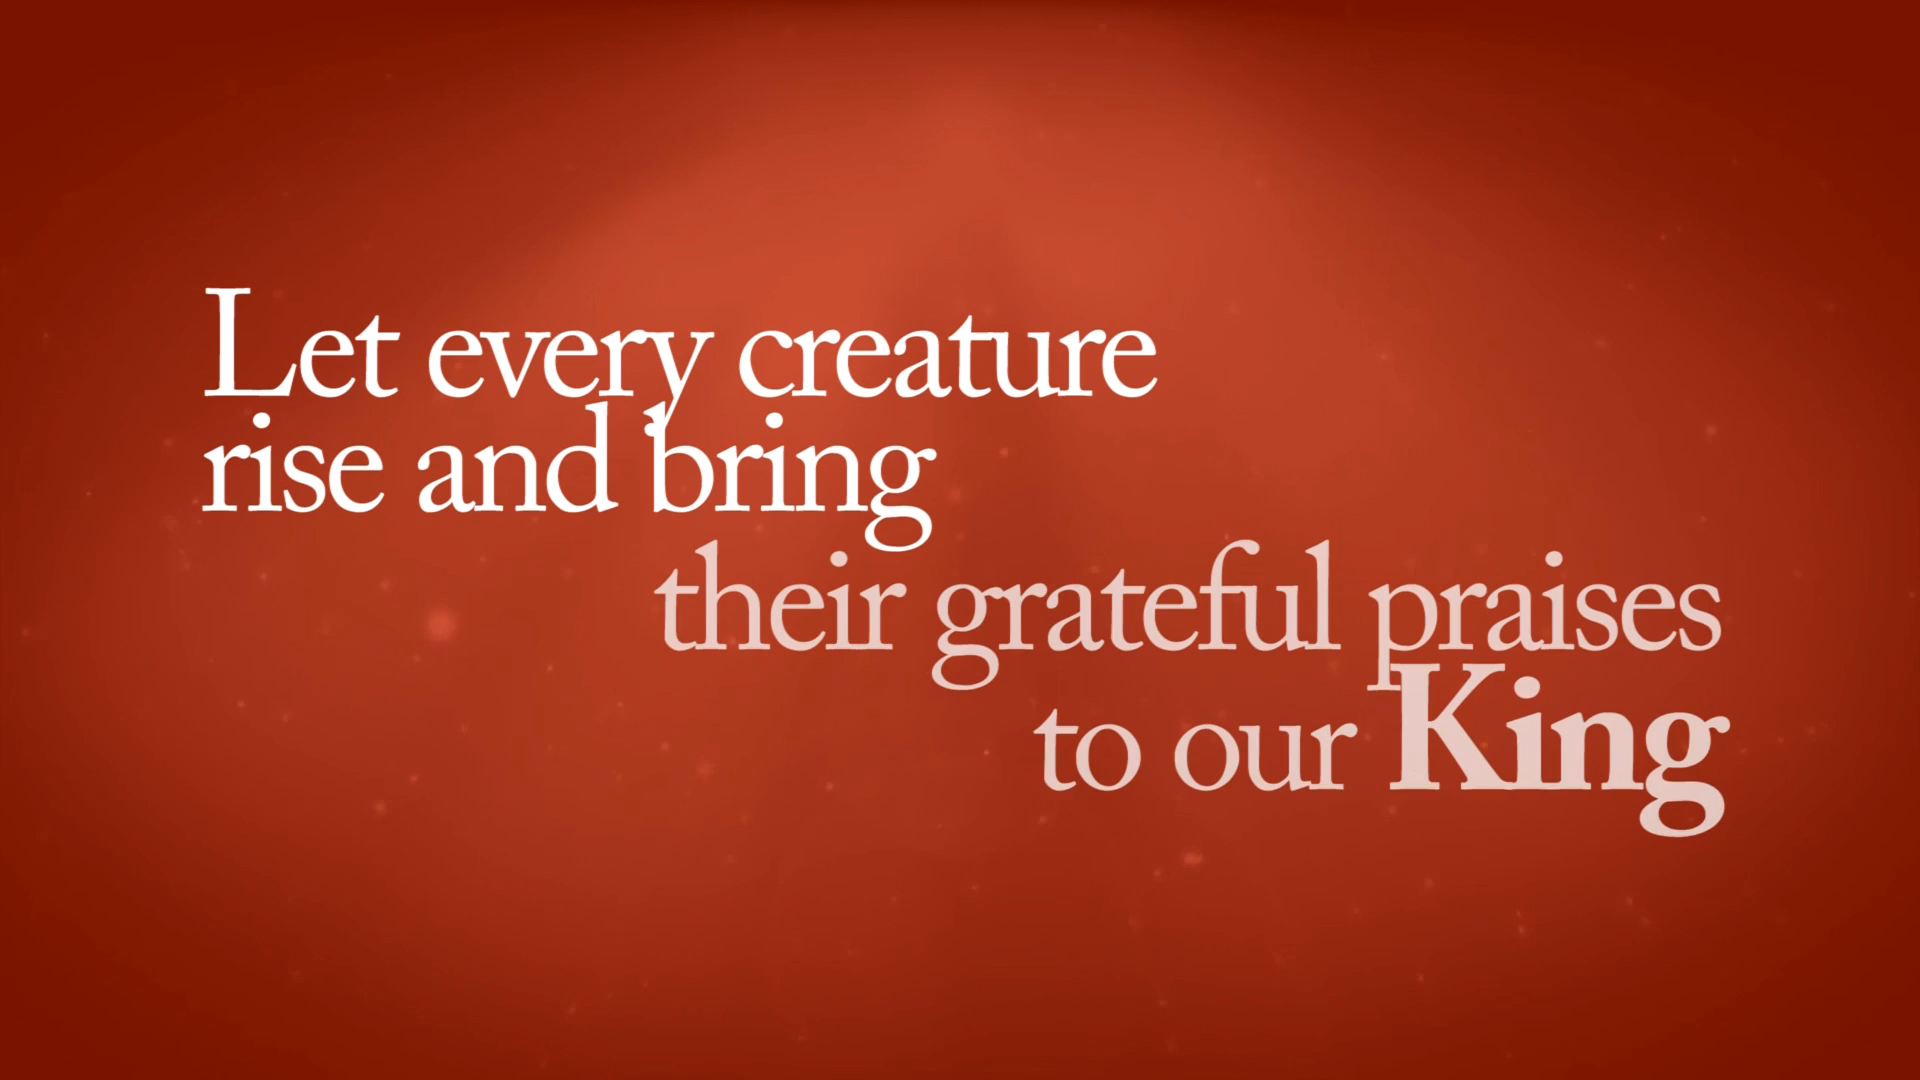 Let every creature
rise and bring
their grateful praises
to our King